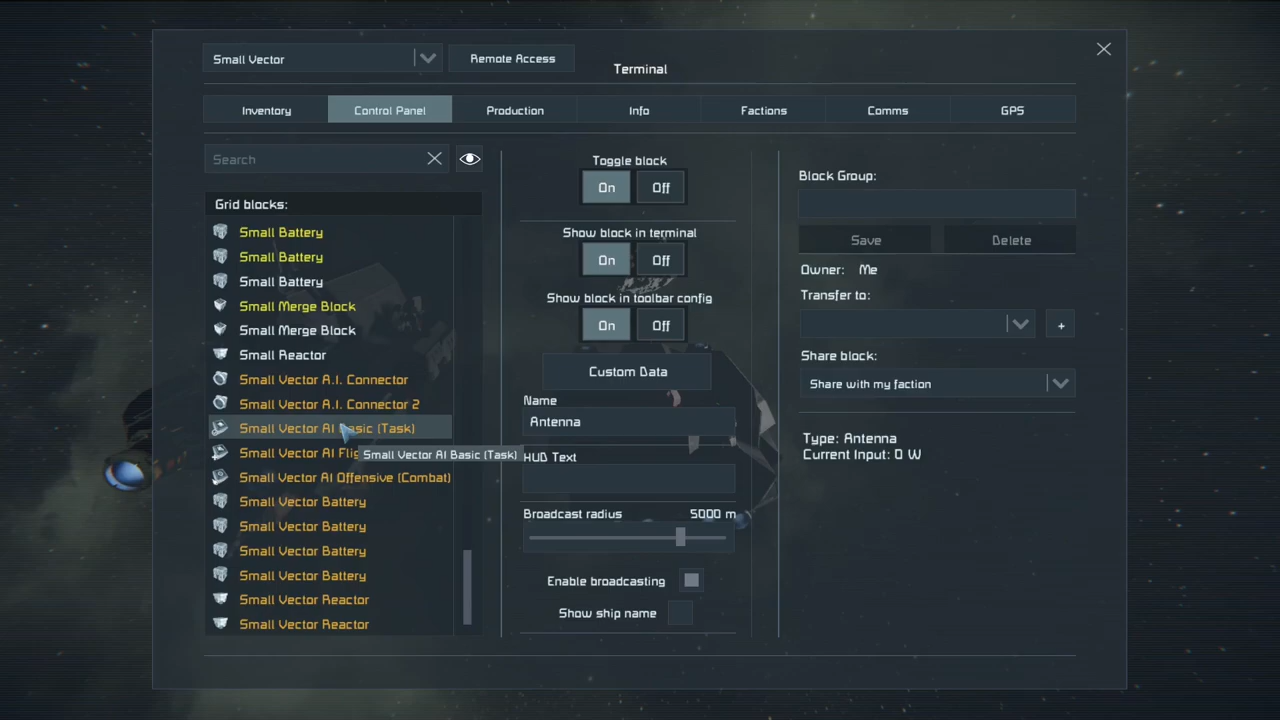 Small Vector
Remote Access
Terminal
Inventory
Control Panel
Production
Info
Factions
Comms
GPS
Search
Grid blocks:
Small Battery
Small Battery
Small Battery
Small Merge Block
Small Merge Block
Small Reactor
Small Vector A.I. Connector
Small Vector A.I. Connector 2
Small Vector AI Basic (Task)
Small Vector AI
Small Vector AI Basic (Task)
Small Vector AI Offensive (Combat)
Small Vector Battery
Small Vector Battery
Small Vector Battery
Small Vector Battery
Small Vector Reactor
Small Vector Reactor
Toggle block
On
Off
Show block in terminal
On
Off
Show block in toolbar config
On
Off
Custom Data
Name
Antenna
HUD Text
Broadcast radius
5000 m
Enable broadcasting
Show ship name
Block Group:
Save
Delete
Owner: Me
Transfer to:
+
Share block:
Share with my faction
Type: Antenna
Current Input: 0 W